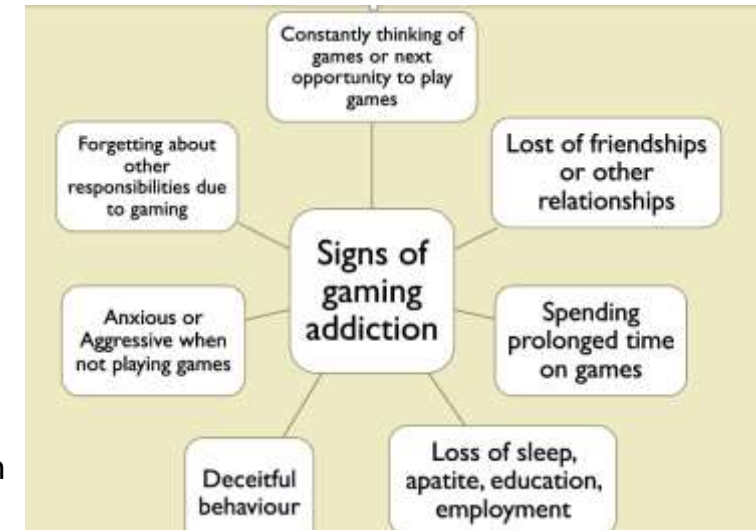 Constantly thinking of
games or next
opportunity to play
games
Forgetting about
other
responsibilities due
to gaming
Lost of friendships
or other
relationships
Signs of
gaming
addiction
Anxious or
Aggressive when
not playing games
Spending
prolonged time
on games
Deceitful
behaviour
Loss of sleep,
apatite, education,
employment